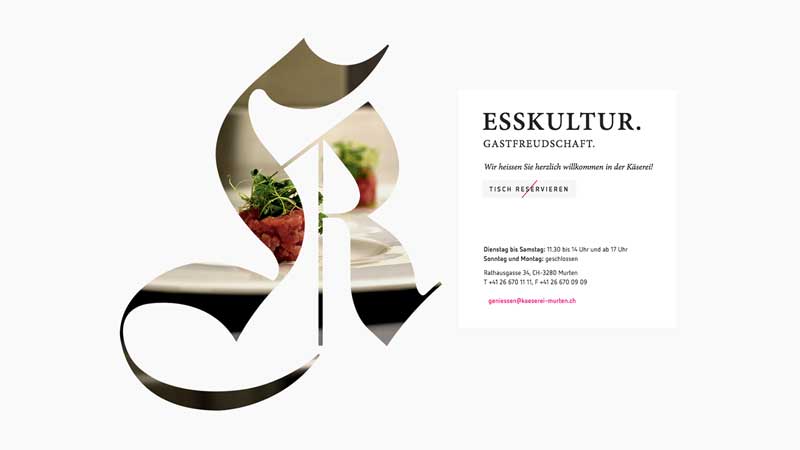 ESSKULTUR.
GASTFREUDSCHAFT.
Wir heissen Sie herzlich willkommen in der Käserei!
TISCH RESERVIEREN
Dienstag bis Samstag: 11.30 bis 14 Uhr und ab 17 Uhr
Sonntag und Montag: geschlossen
Rathausgasse 34, CH-3280 Murten
T +41 26 670 11 11, F +41 26 670 09 09
geniessen@kaeserei-murten.ch